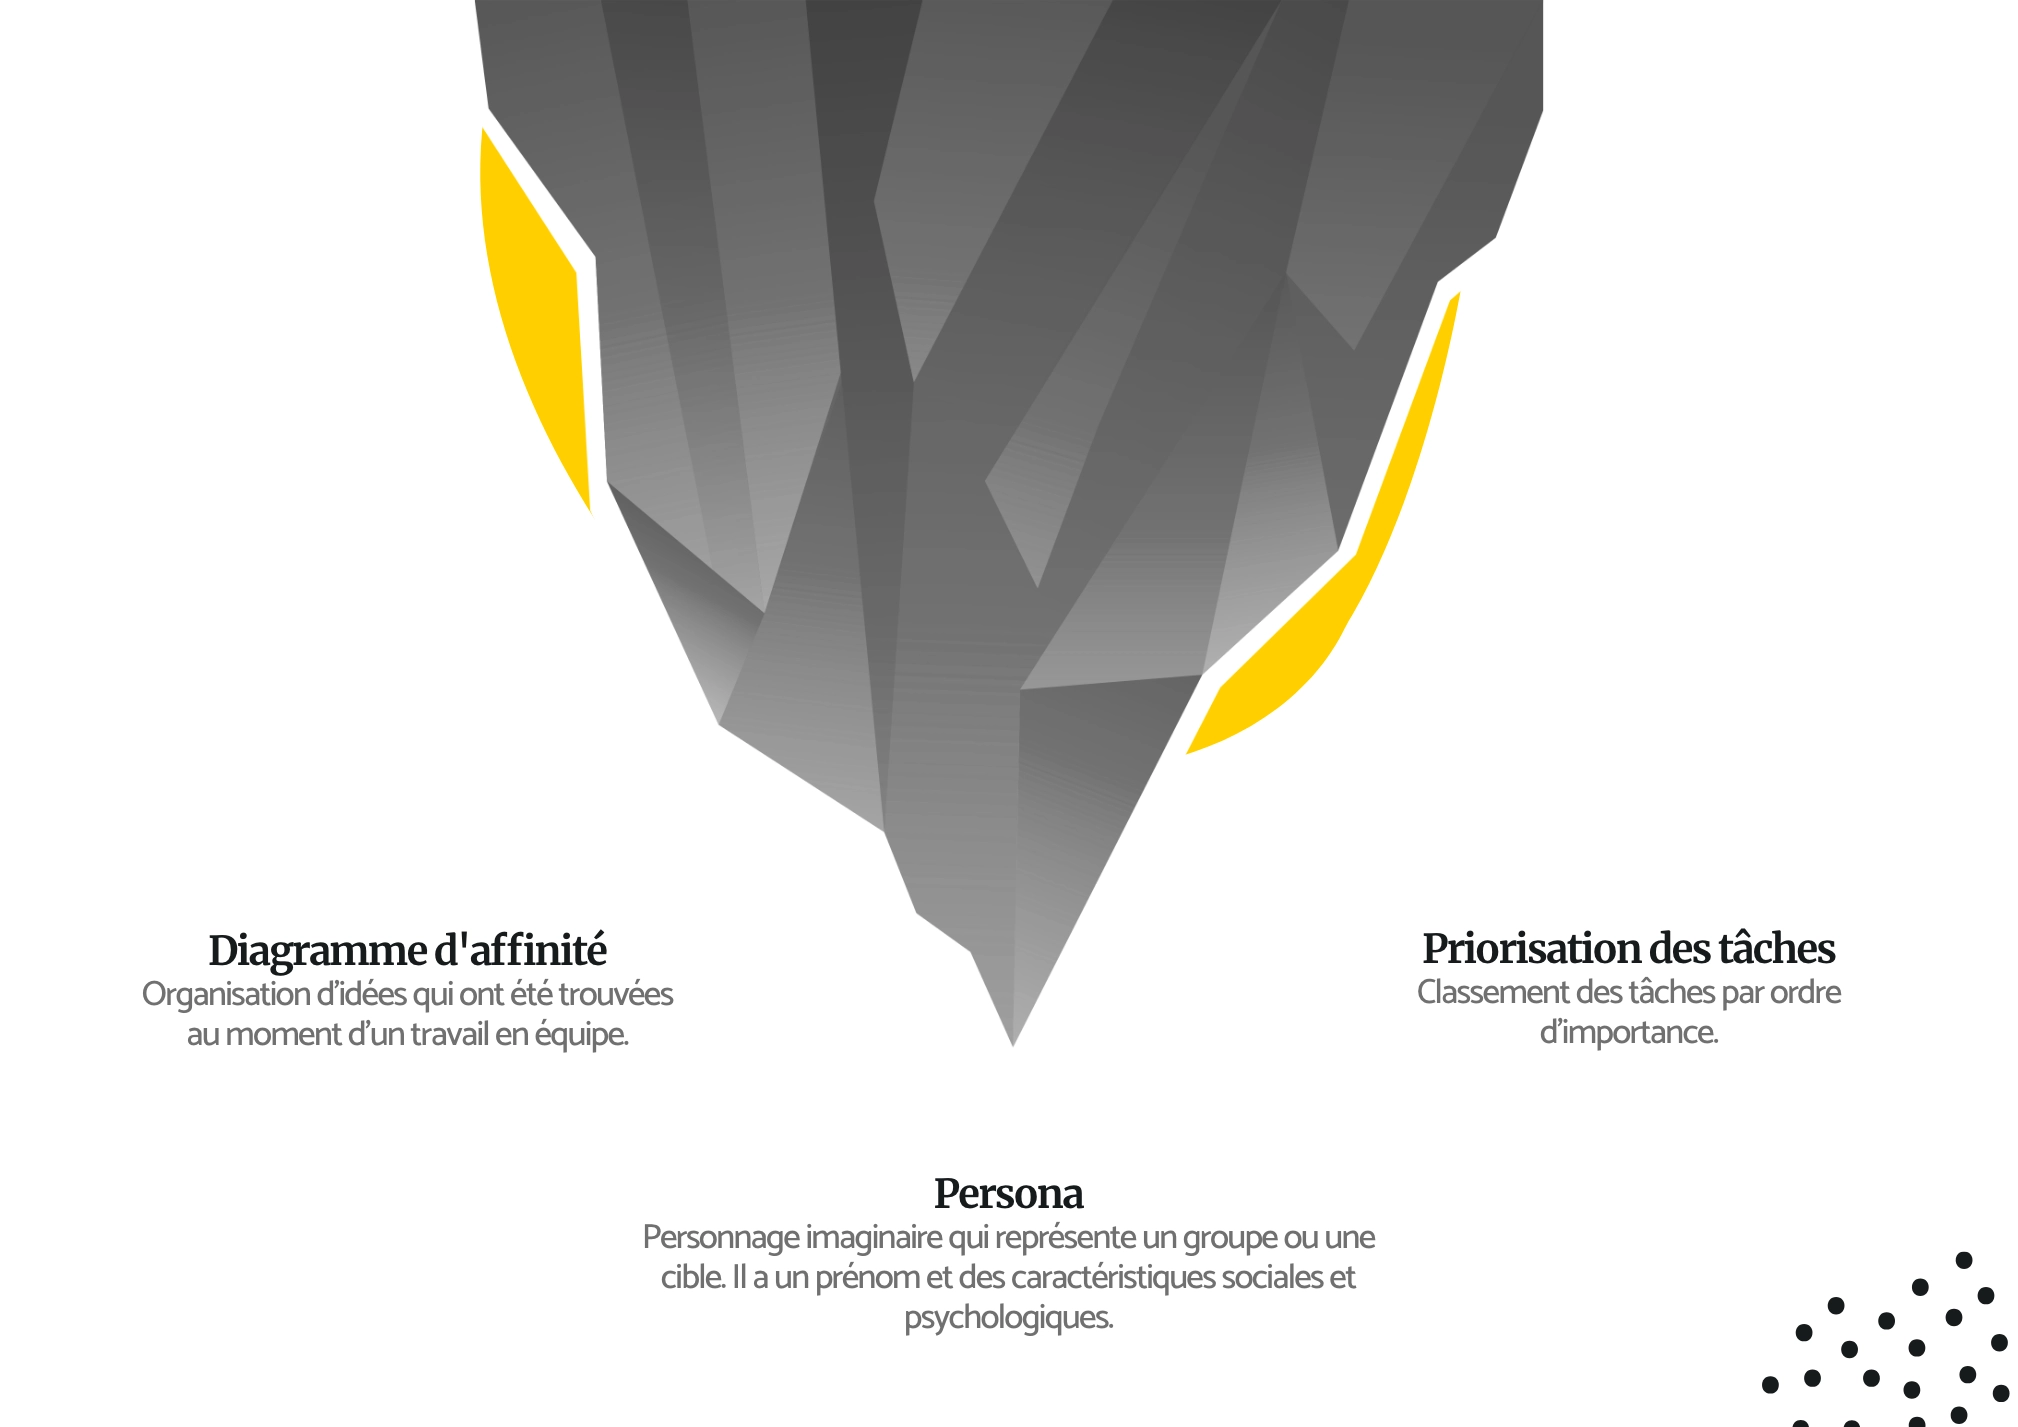 Diagramme d'affinité
Organisation d’idées qui ont été trouvées
au moment d’un travail en équipe.
Priorisation des tâches
Classement des tâches par ordre
d’importance.
Persona
Personnage imaginaire qui représente un groupe ou une
cible. Il a un prénom et des caractéristiques sociales et
psychologiques.